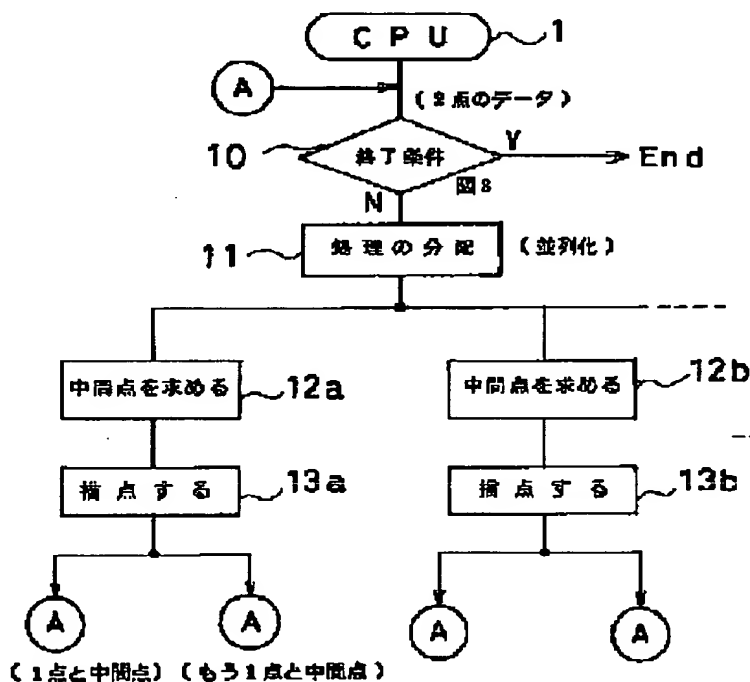 CPU 1
A
(2点のデータ)
10 終了条件 Y End
図8
N
11 処理の分配 (並列化)
中間点を求める 12a 中間点を求める 12b
描点する 13a 描点する 13b
A A A A
(1点と中間点) (もう1点と中間点)